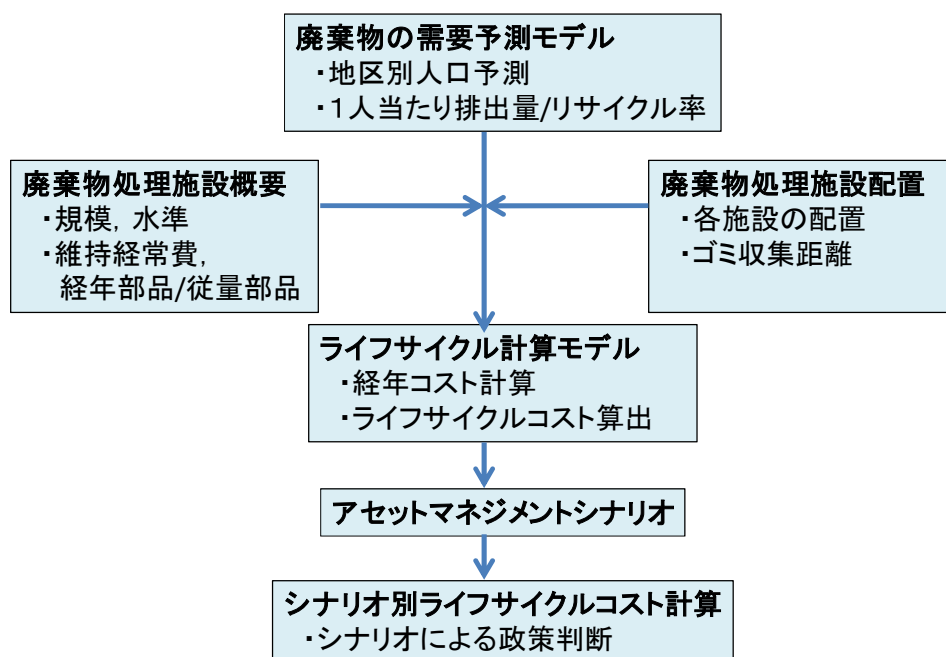 廃棄物の需要予測モデル
・地区別人口予測
・１人当たり排出量/リサイクル率
廃棄物処理施設概要
・規模，水準
・維持経常費，
経年部品/従量部品
廃棄物処理施設配置
・各施設の配置
・ゴミ収集距離
ライフサイクル計算モデル
・経年コスト計算
・ライフサイクルコスト算出
アセットマネジメントシナリオ
シナリオ別ライフサイクルコスト計算
・シナリオによる政策判断